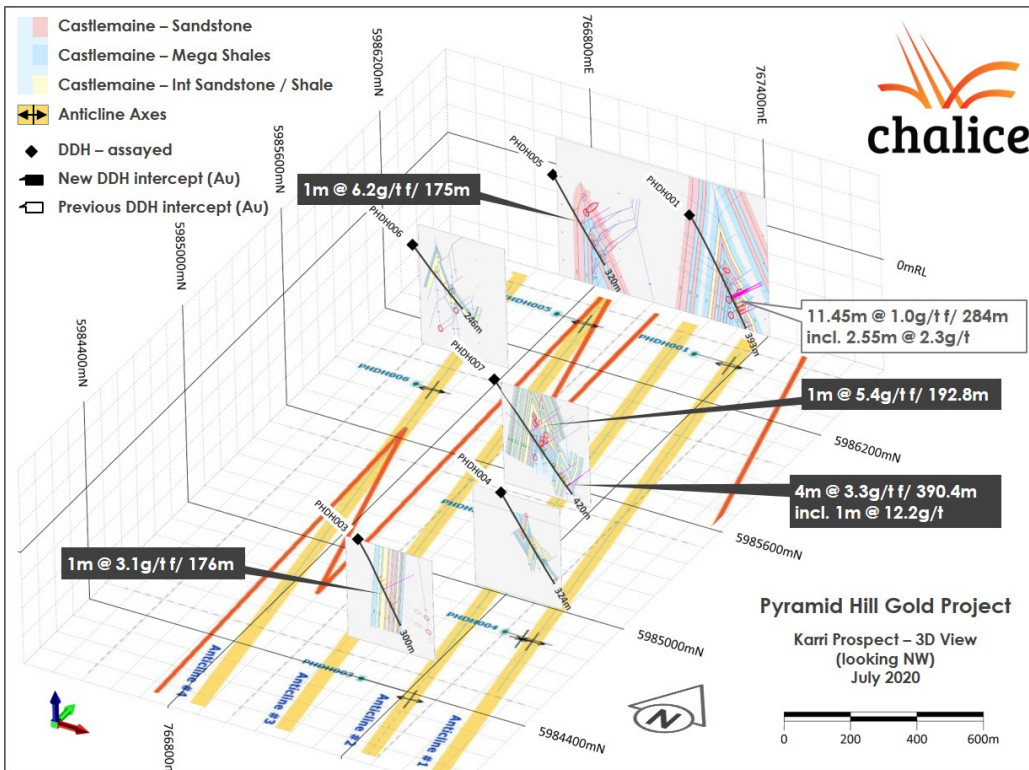 Castlemaine – Sandstone
Castlemaine – Mega Shales
Castlemaine – Int Sandstone / Shale
Anticline Axes
DDH – assayed
New DDH intercept (Au)
Previous DDH intercept (Au)
chalice
5986200mN
766800mE
767400mE
5985600mN
5985000mN
5984400mN
0mRL
PHDH005
1m @ 6.2g/t f/ 175m
320m
PHDH001
393m
11.45m @ 1.0g/t f/ 284m
incl. 2.55m @ 2.3g/t
PHDH006
246m
PHDH005
PHDH001
PHDH006
PHDH007
420m
1m @ 5.4g/t f/ 192.8m
4m @ 3.3g/t f/ 390.4m
incl. 1m @ 12.2g/t
5986200mN
5985600mN
PHDH004
324m
PHDH003
300m
1m @ 3.1g/t f/ 176m
PHDH004
PHDH003
5985000mN
5984400mN
Anticline #4
Anticline #3
Anticline #2
Anticline #1
766800mE
Pyramid Hill Gold Project
Karri Prospect – 3D View
(looking NW)
July 2020
N
0 200 400 600m